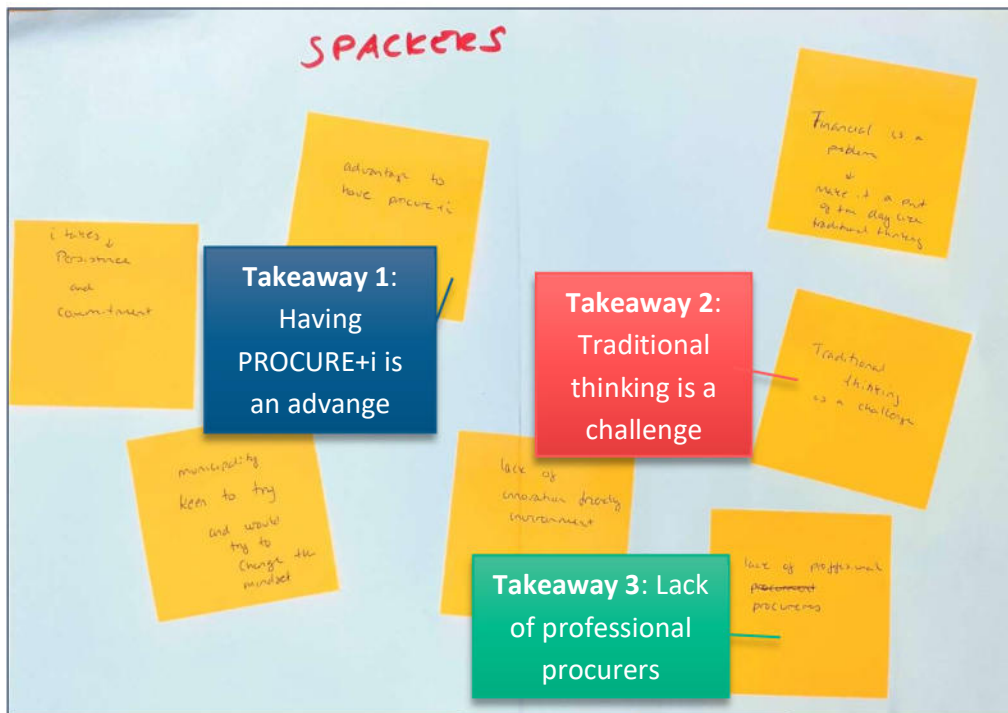 SPACKERS
advantage to
have procure+i
Financial is a
problem
↓
make it a part
of the day like
traditional thinking
i takes ↓
Persistence
and
commitment
Takeaway 1:
Having
PROCURE+i is
an advange
Takeaway 2:
Traditional
thinking is a
challenge
Traditional
thinking
is a challenge
municipality
keen to try
and would
try to
change the
mindset
lack of
innovation friendly
environment
Takeaway 3: Lack
of professional
procurers
lack of proffesional
procurers